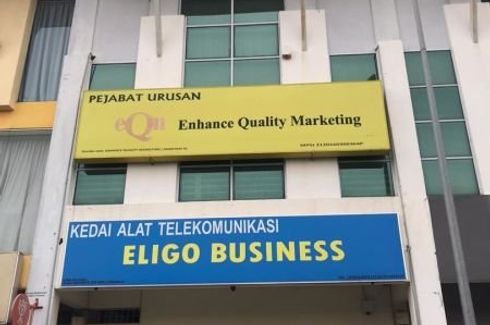 PEJABAT URUSAN
eQm Enhance Quality Marketing
KEDAI ALAT TELEKOMUNIKASI
ELIGO BUSINESS